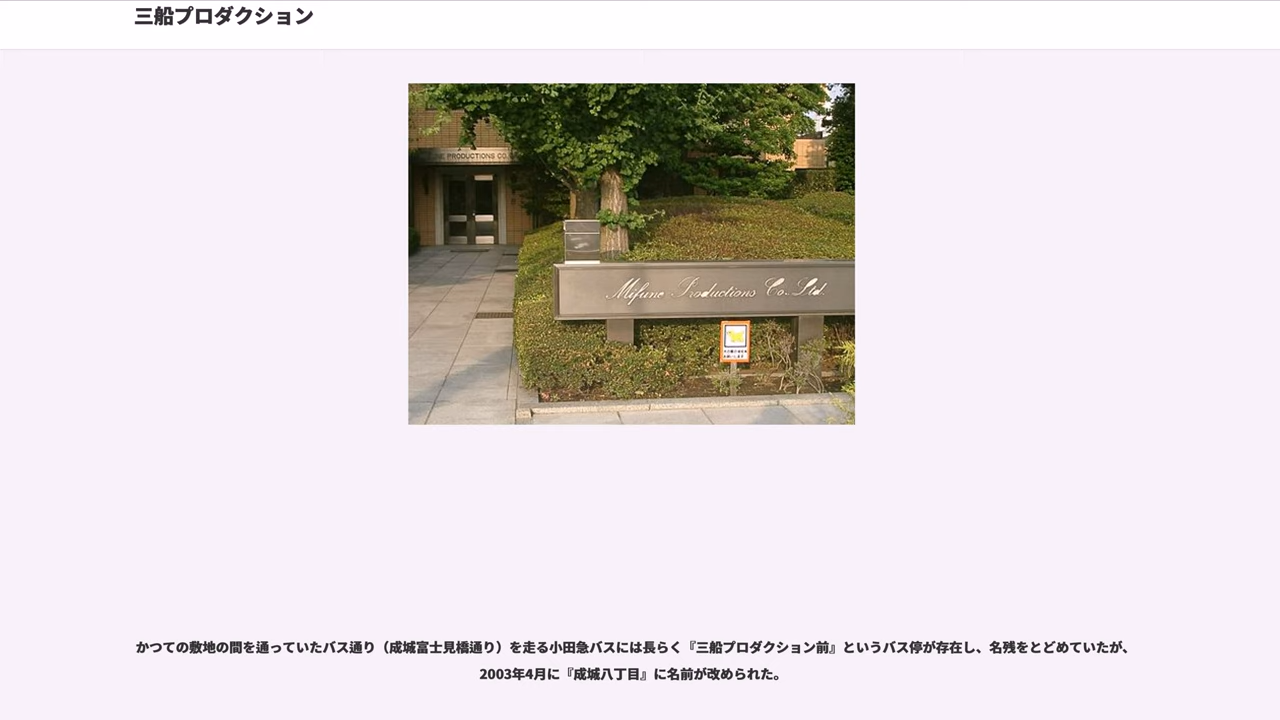 三船プロダクション
PRODUCTIONS CO.
Mifune Productions Co.,Ltd.
かつての敷地の間を通っていたバス通り（成城富士見橋通り）を走る小田急バスには長らく『三船プロダクション前』というバス停が存在し、名残をとどめていたが、
2003年4月に『成城八丁目』に名前が改められた。